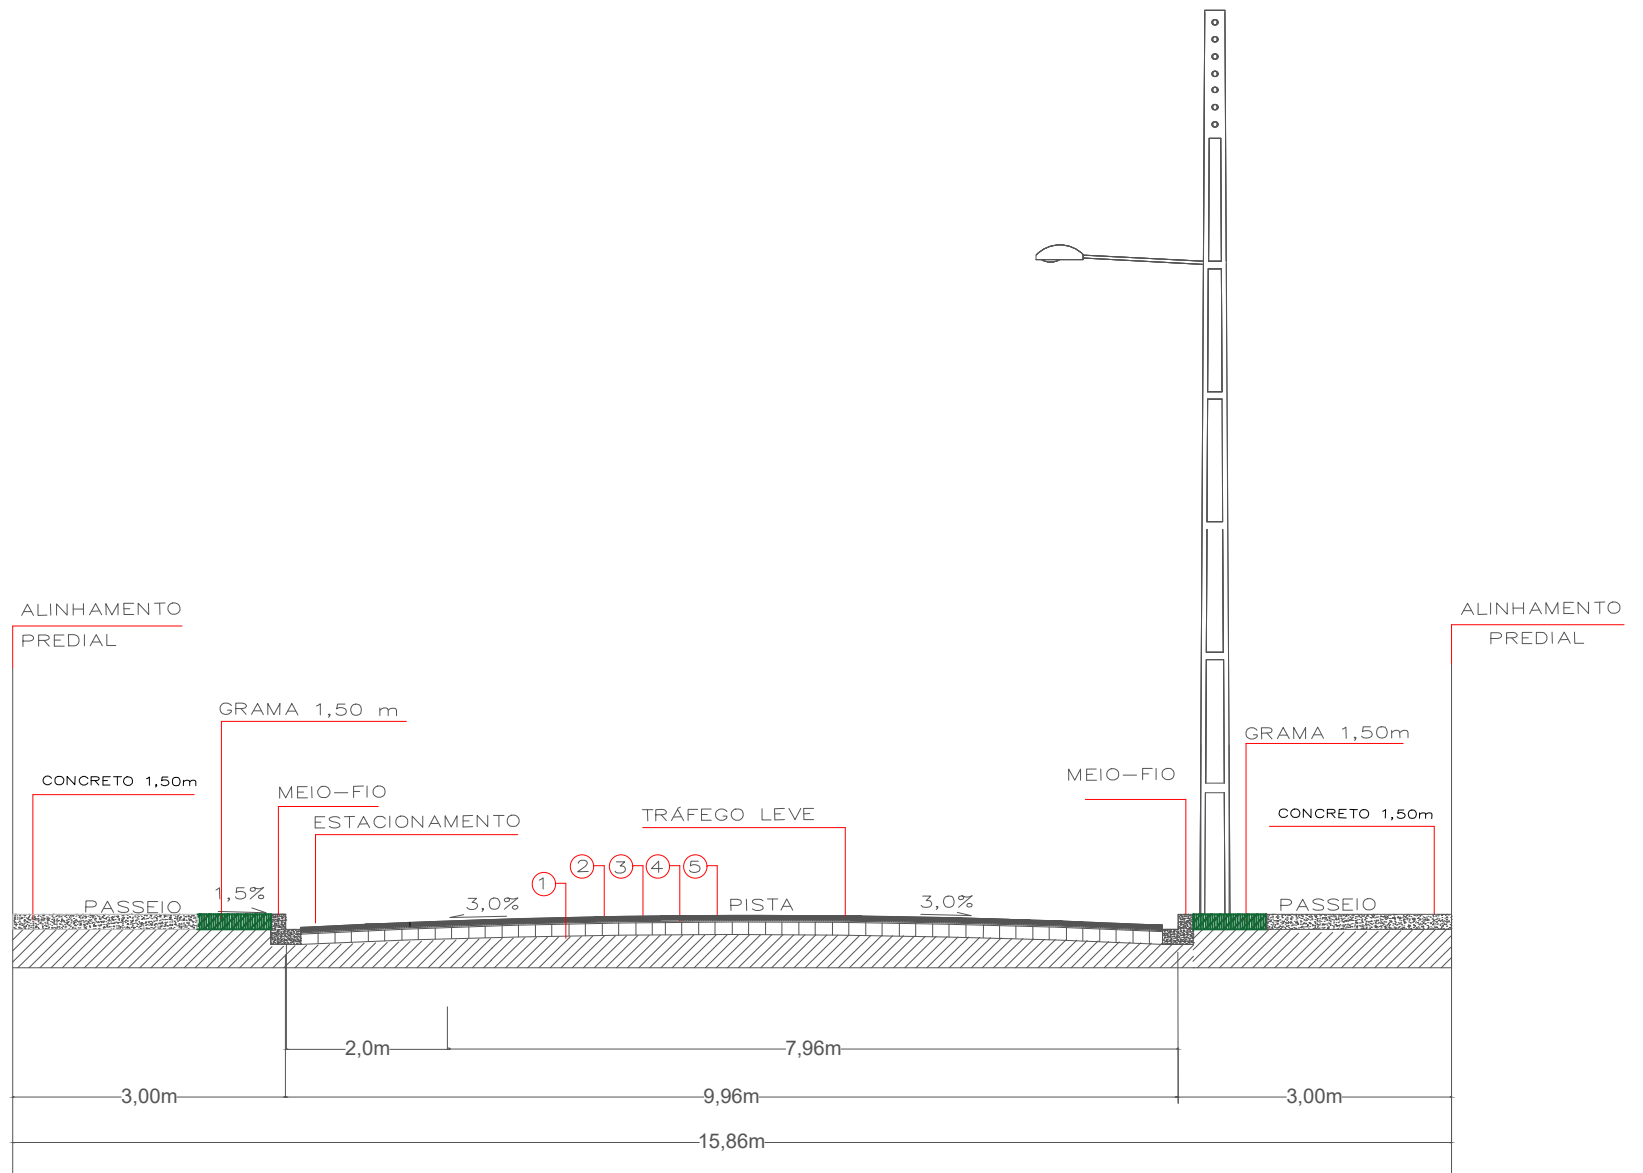 ALINHAMENTO
PREDIAL
ALINHAMENTO
PREDIAL
GRAMA 1,50 m
GRAMA 1,50m
CONCRETO 1,50m
MEIO-FIO
MEIO-FIO
ESTACIONAMENTO
TRÁFEGO LEVE
CONCRETO 1,50m
1
2
3
4
5
PASSEIO
1,5%
3,0%
PISTA
3,0%
PASSEIO
2,0m
7,96m
3,00m
9,96m
3,00m
15,86m